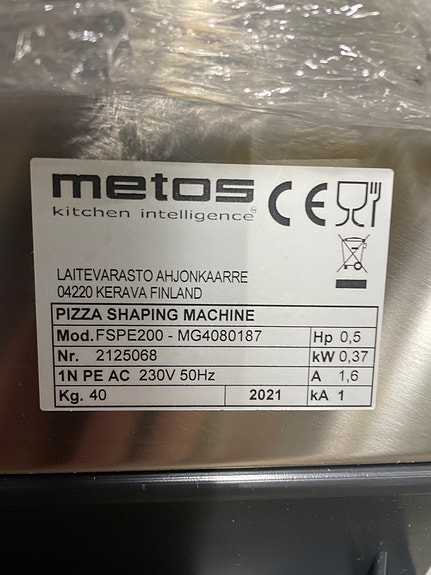 metos
kitchen intelligence®
CE
LAITEVARASTO AHJONKAARRE
04220 KERAVA FINLAND
PIZZA SHAPING MACHINE
Mod. FSPE200 - MG4080187 Hp 0,5
Nr. 2125068 kW 0,37
1N PE AC 230V 50Hz A 1,6
Kg. 40 2021 kA 1